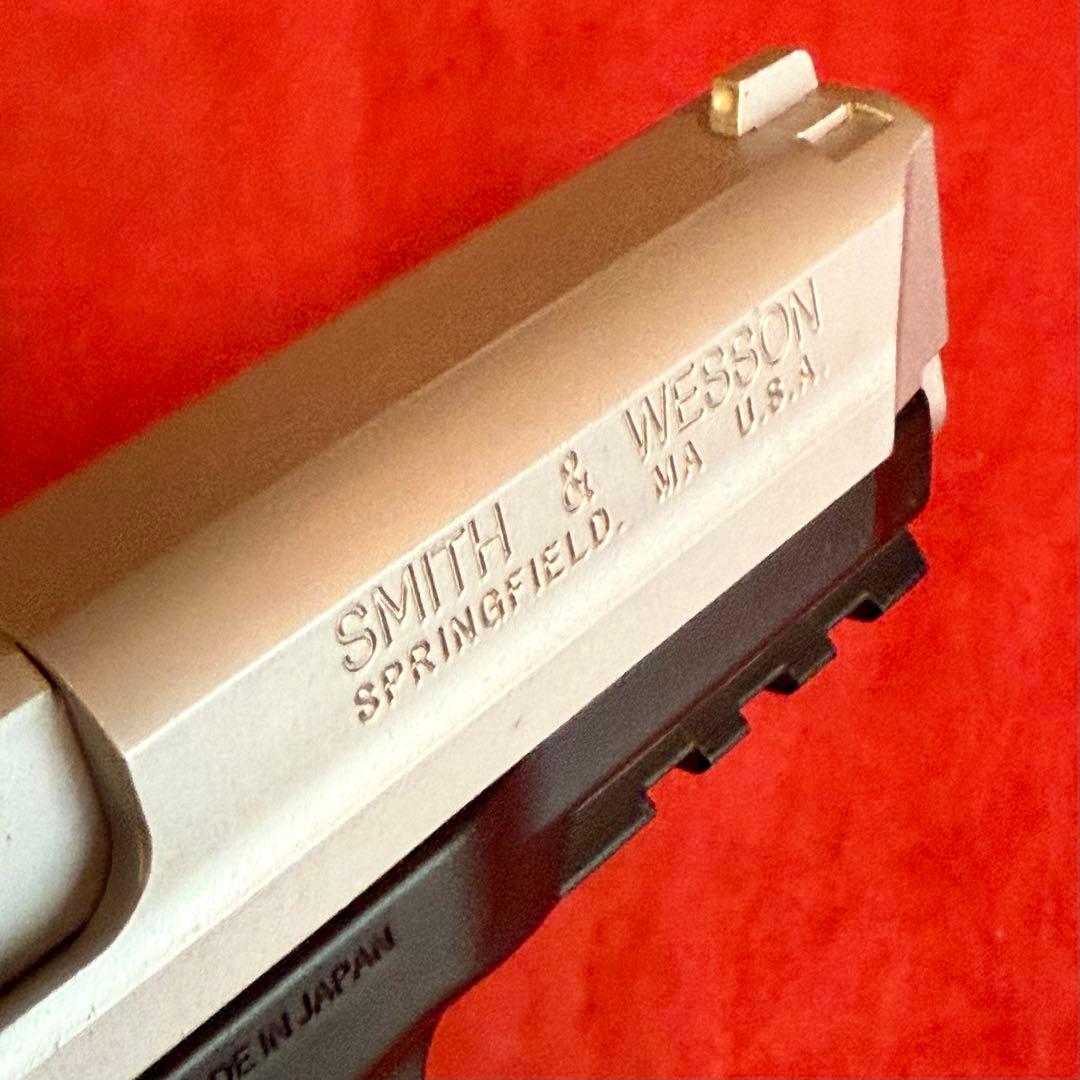 SMITH & WESSON
SPRINGFIELD. MA U.S.A.
IN JAPAN